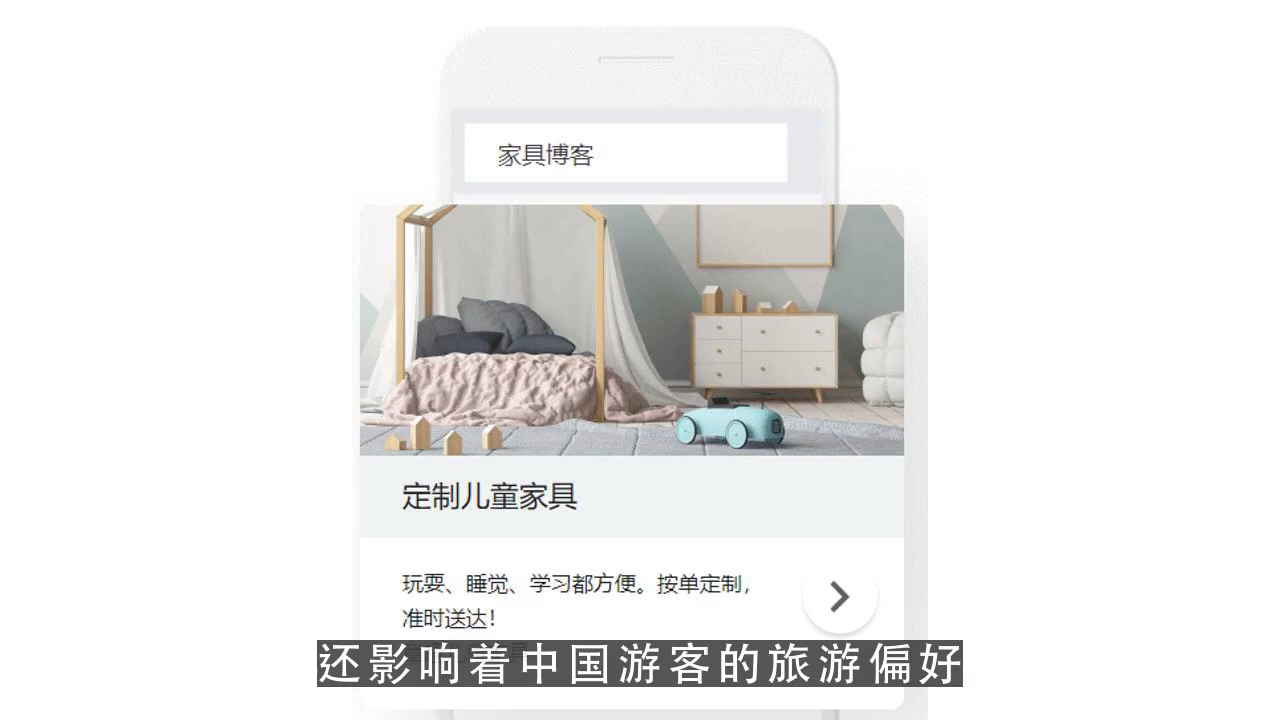 家具博客
定制儿童家具
玩耍、睡觉、学习都方便。按单定制，
准时送达！
还影响着中国游客的旅游偏好